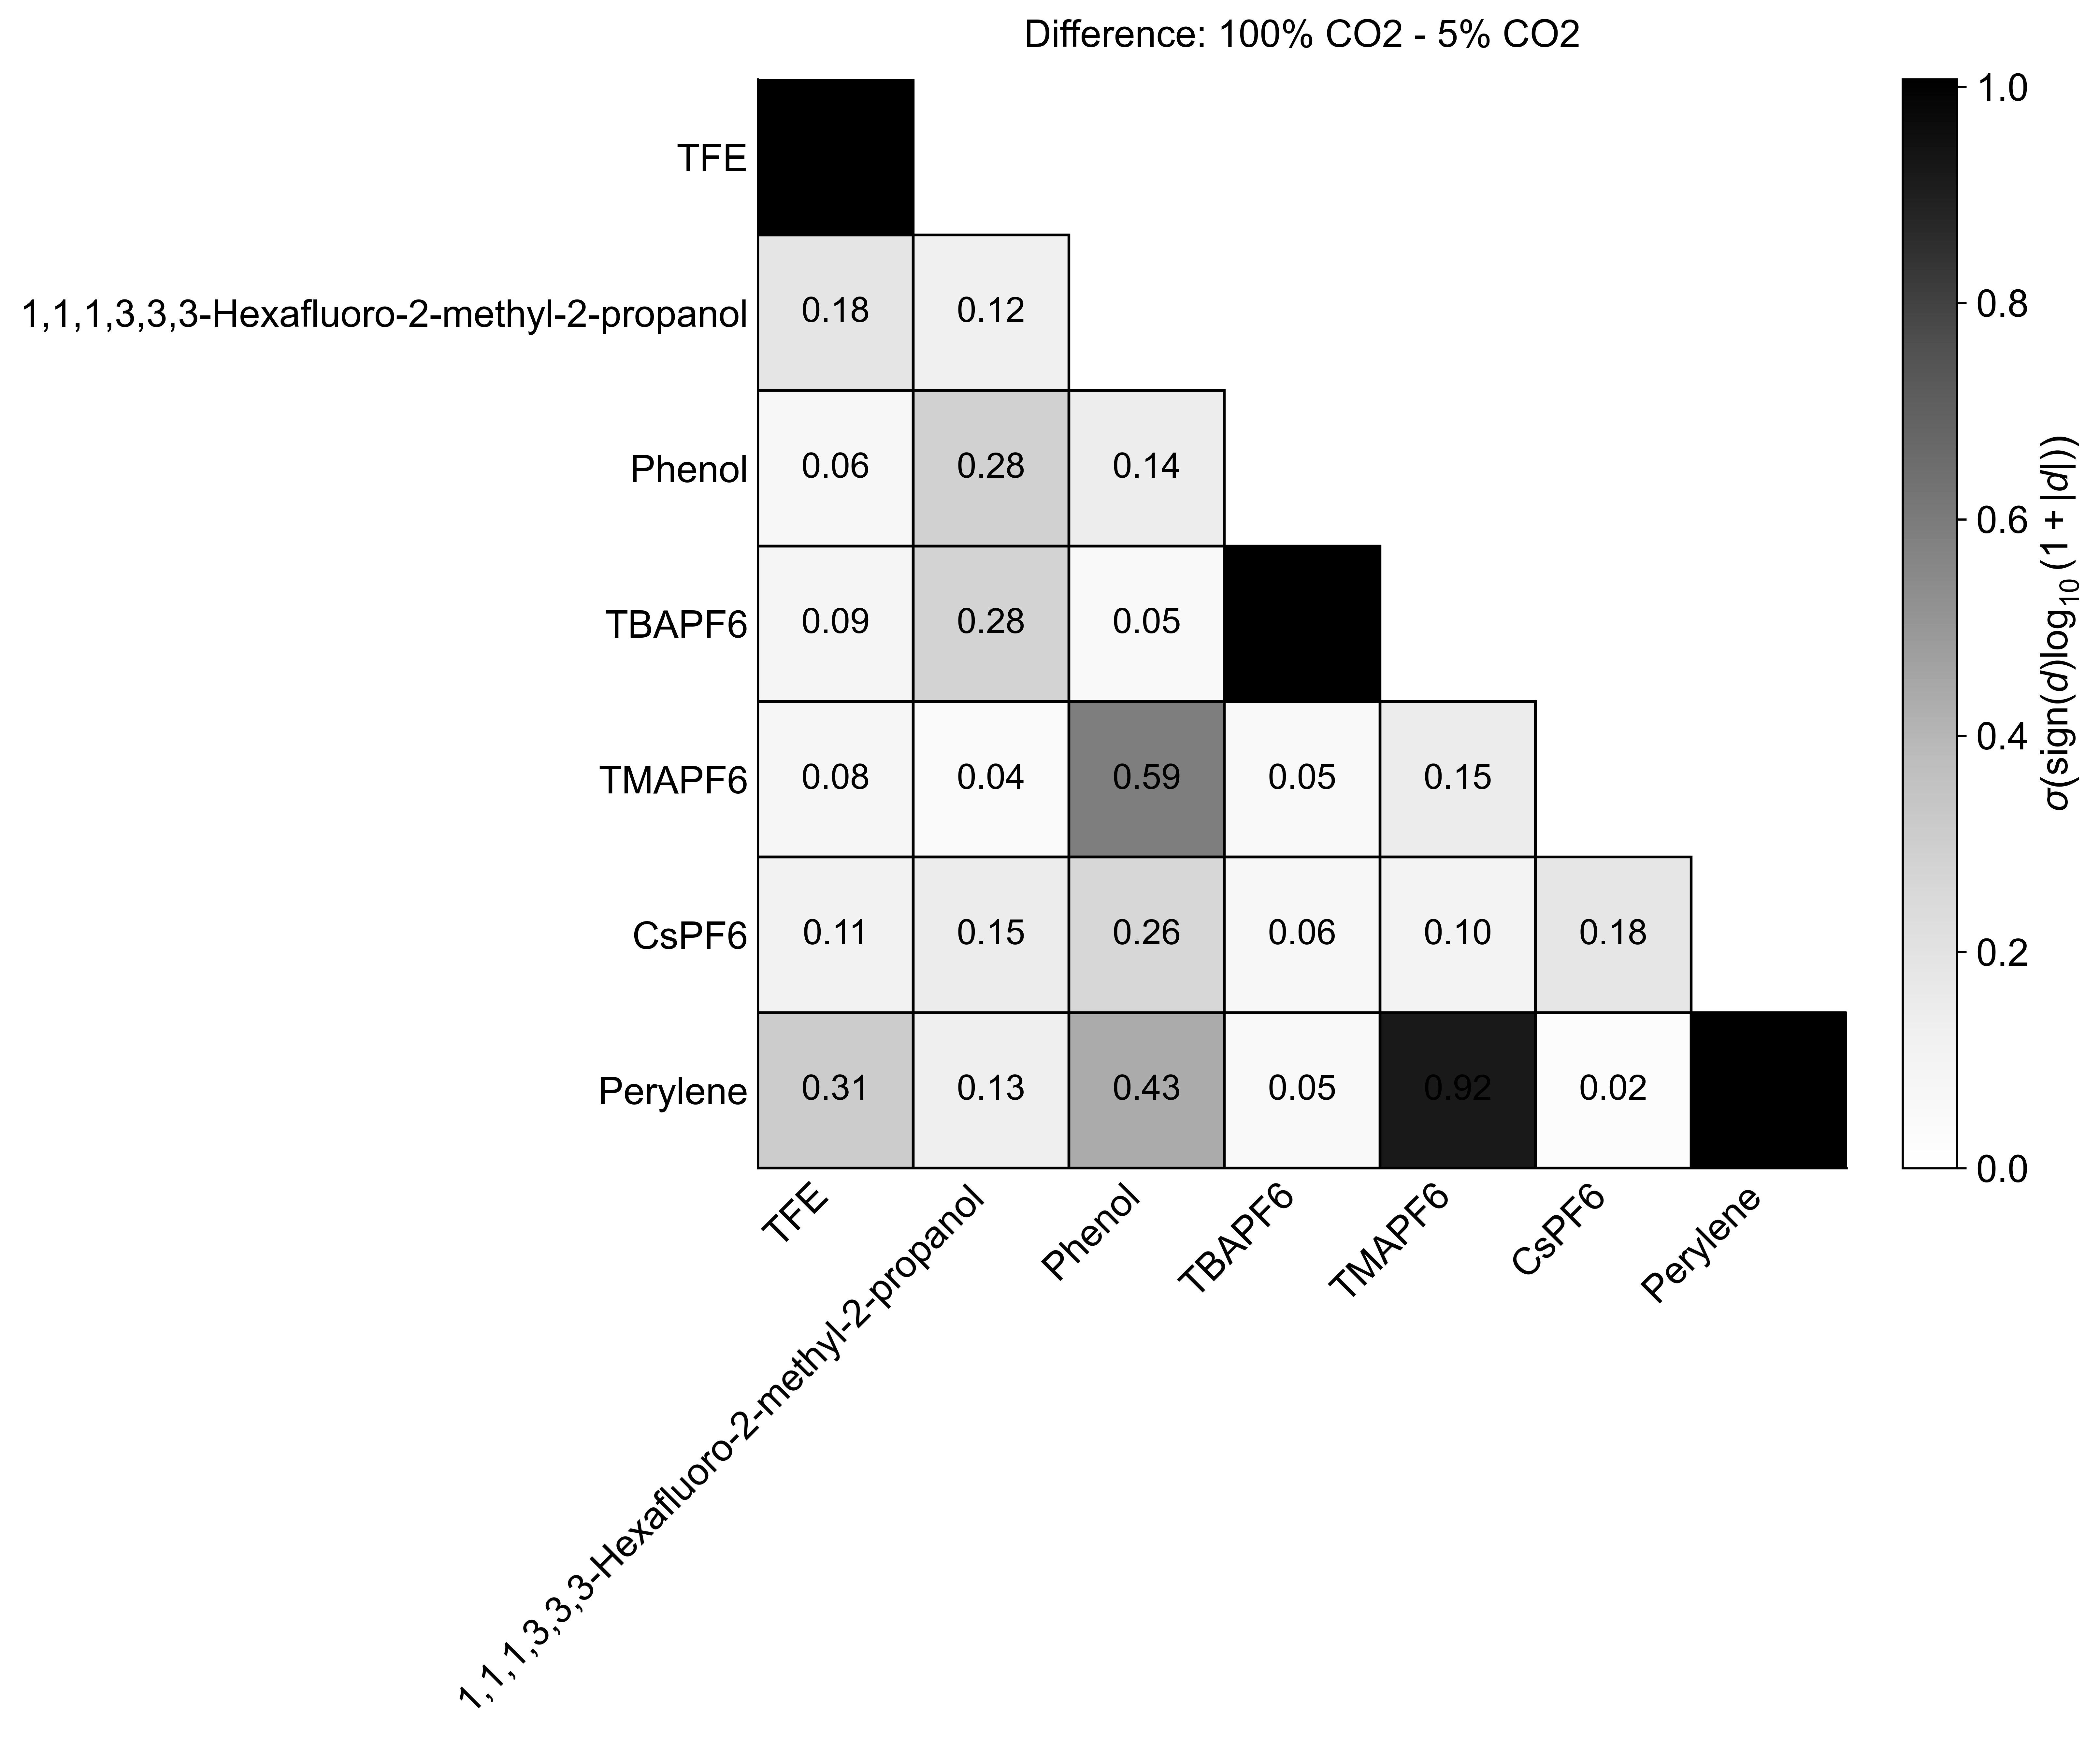 Difference: 100% CO2 - 5% CO2
TFE
1,1,1,3,3,3-Hexafluoro-2-methyl-2-propanol 0.18 0.12
Phenol 0.06 0.28 0.14
TBAPF6 0.09 0.28 0.05
TMAPF6 0.08 0.04 0.59 0.05 0.15
CsPF6 0.11 0.15 0.26 0.06 0.10 0.18
Perylene 0.31 0.13 0.43 0.05 0.92 0.02
TFE
1,1,1,3,3,3-Hexafluoro-2-methyl-2-propanol
Phenol
TBAPF6
TMAPF6
CsPF6
Perylene
1.0
0.8
0.6
0.4
0.2
0.0
σ(sign(d)log₁₀(1 + |d|))